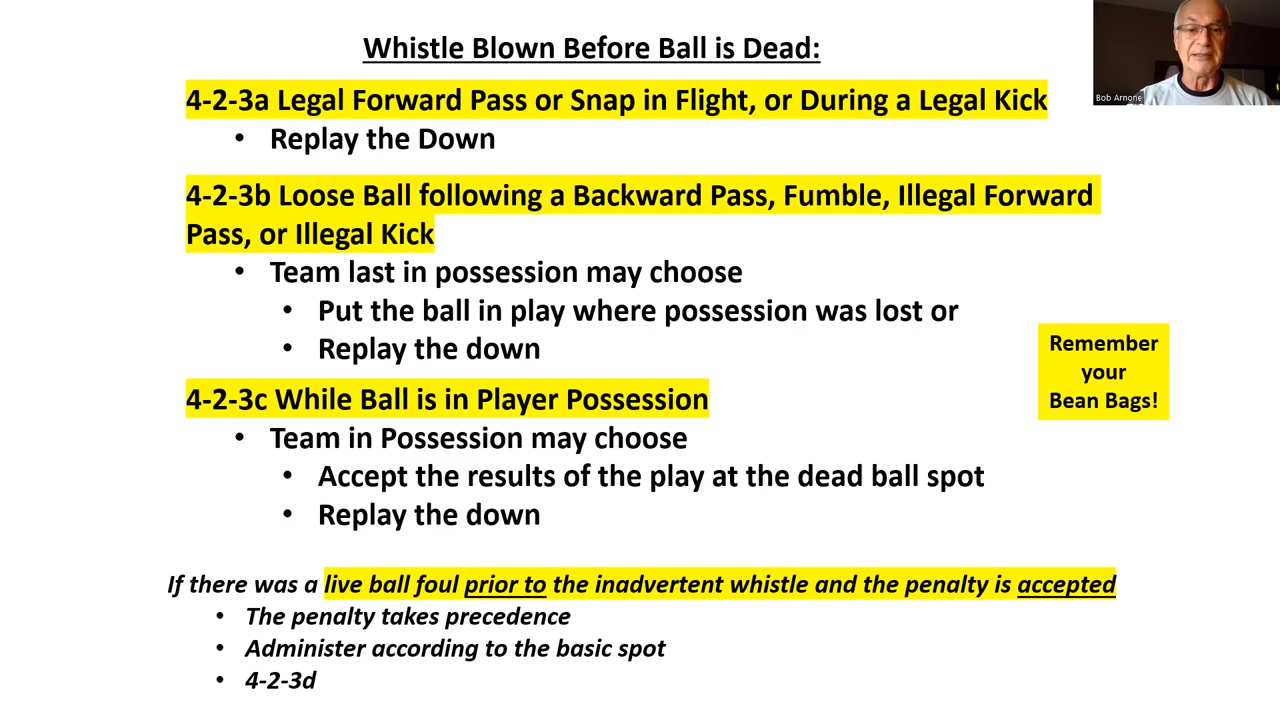 Whistle Blown Before Ball is Dead:
4-2-3a Legal Forward Pass or Snap in Flight, or During a Legal Kick
• Replay the Down
4-2-3b Loose Ball following a Backward Pass, Fumble, Illegal Forward
Pass, or Illegal Kick
• Team last in possession may choose
• Put the ball in play where possession was lost or
• Replay the down
4-2-3c While Ball is in Player Possession
• Team in Possession may choose
• Accept the results of the play at the dead ball spot
• Replay the down
If there was a live ball foul prior to the inadvertent whistle and the penalty is accepted
• The penalty takes precedence
• Administer according to the basic spot
• 4-2-3d
Remember
your
Bean Bags!
Bob Arnone